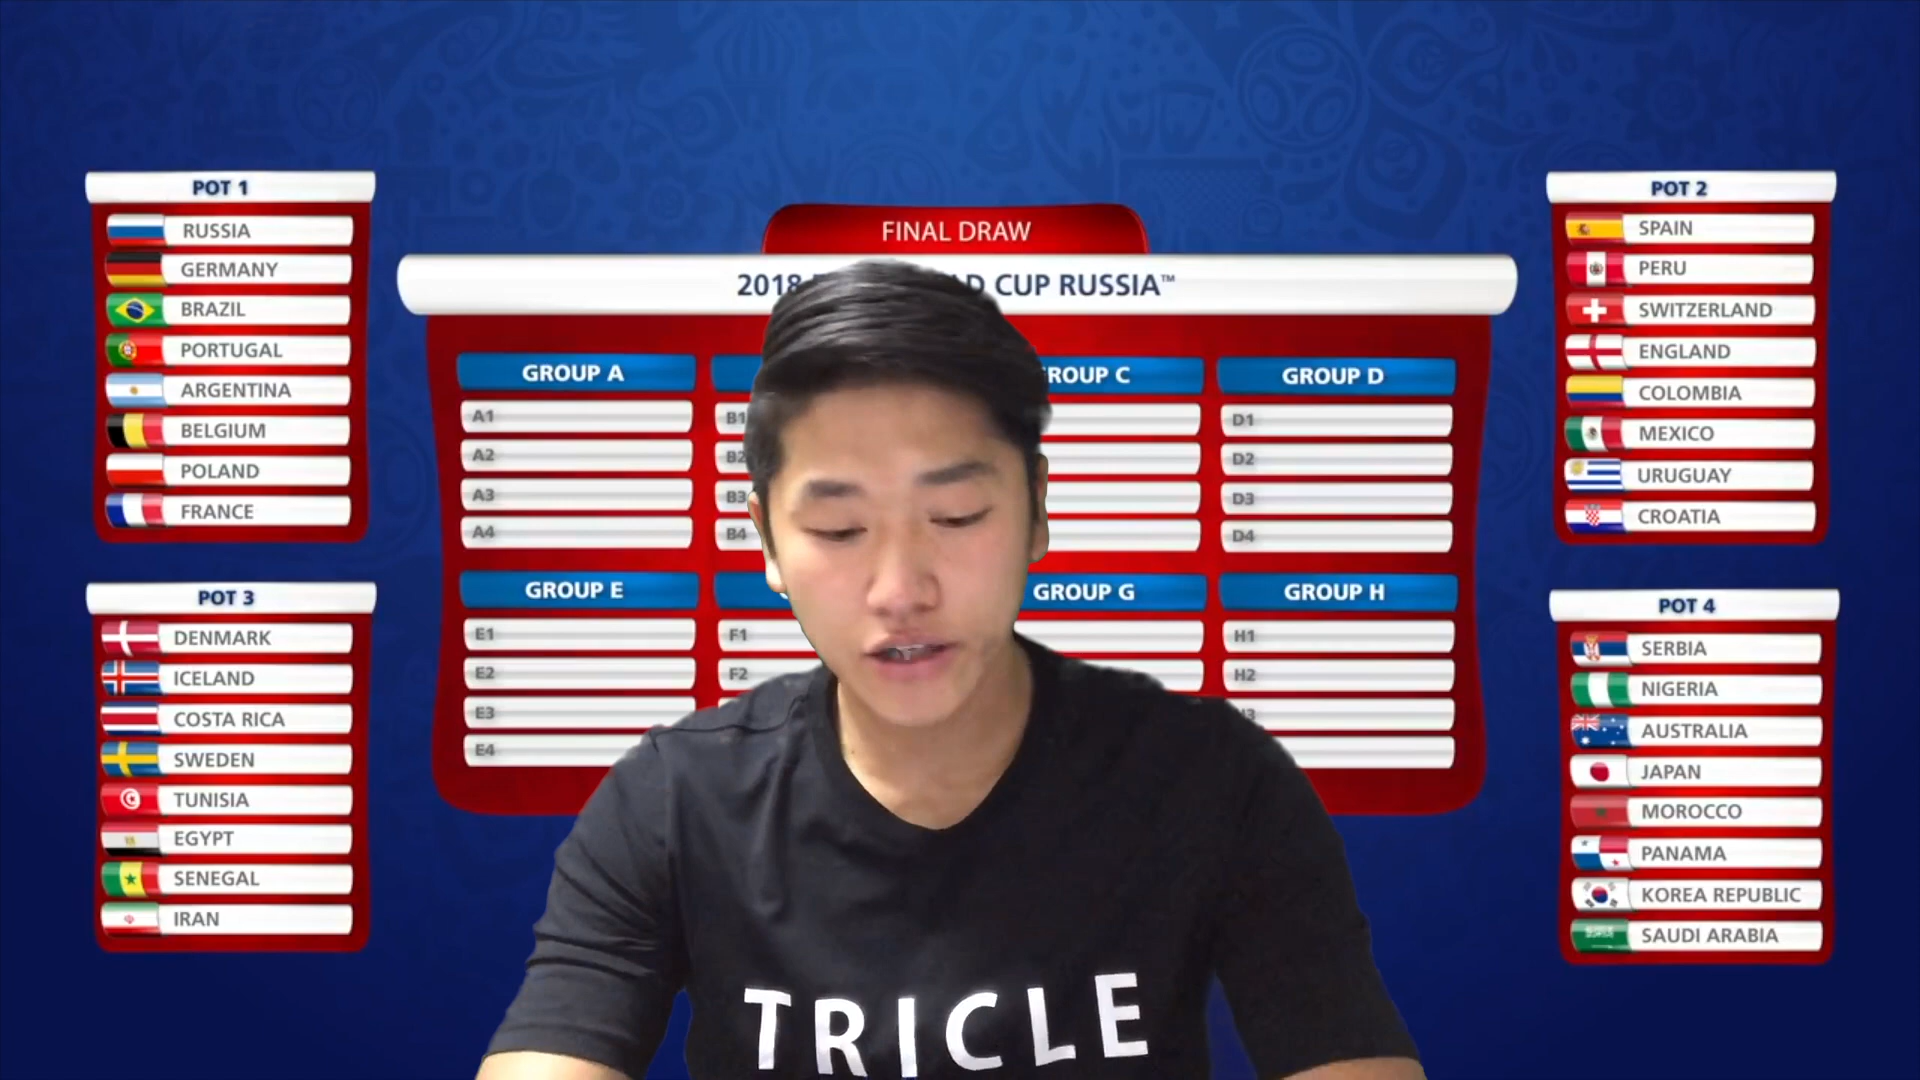 POT 1
RUSSIA
GERMANY
BRAZIL
PORTUGAL
ARGENTINA
BELGIUM
POLAND
FRANCE
POT 3
DENMARK
ICELAND
COSTA RICA
SWEDEN
TUNISIA
EGYPT
SENEGAL
IRAN
FINAL DRAW
2018 CUP RUSSIA™
GROUP A
A1
A2
A3
A4
B1
B2
B3
B4
ROUP C
GROUP D
D1
D2
D3
D4
GROUP E
E1
E2
E3
E4
F1
F2
GROUP G
GROUP H
H1
H2
POT 2
SPAIN
PERU
SWITZERLAND
ENGLAND
COLOMBIA
MEXICO
URUGUAY
CROATIA
POT 4
SERBIA
NIGERIA
AUSTRALIA
JAPAN
MOROCCO
PANAMA
KOREA REPUBLIC
SAUDI ARABIA
TRICLE